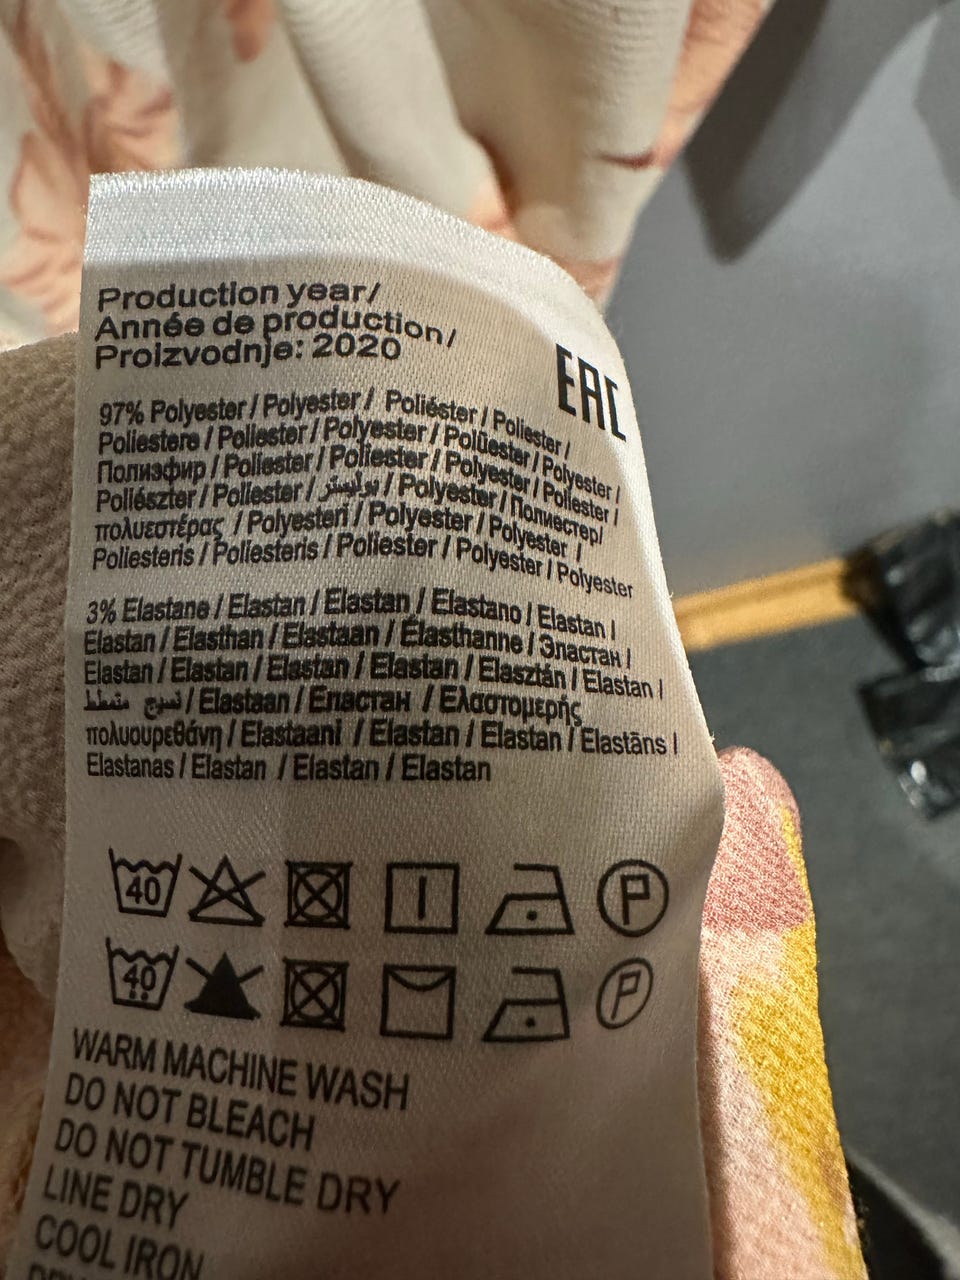 Production year/
Année de production/
Proizvodnje: 2020
EAC
97% Polyester / Polyester / Poliéster / Poliester /
Poliestere / Poliester / Polyester / Polüester / Polyester /
Полиэфир / Poliester / Poliester / Polyester / Poliester /
Poliészter / Poliester / بوليستر / Polyester / Полиестер/
πολυεστέρας / Polyesteri / Polyester / Polyester /
Poliesteris / Poliesteris / Poliester / Polyester / Polyester
3% Elastane / Elastan / Elastan / Elastano / Elastan /
Elastan / Elasthan / Elastaan / Élasthanne / Эластан /
Elastan / Elastan / Elastan / Elastan / Elasztán / Elastan /
نسيج متمطط / Elastaan / Еластан / Ελαστομερής
πολυουρεθάνη / Elastaani / Elastan / Elastan / Elastāns /
Elastanas / Elastan / Elastan / Elastan
40 P
40 P
WARM MACHINE WASH
DO NOT BLEACH
DO NOT TUMBLE DRY
LINE DRY
COOL IRON